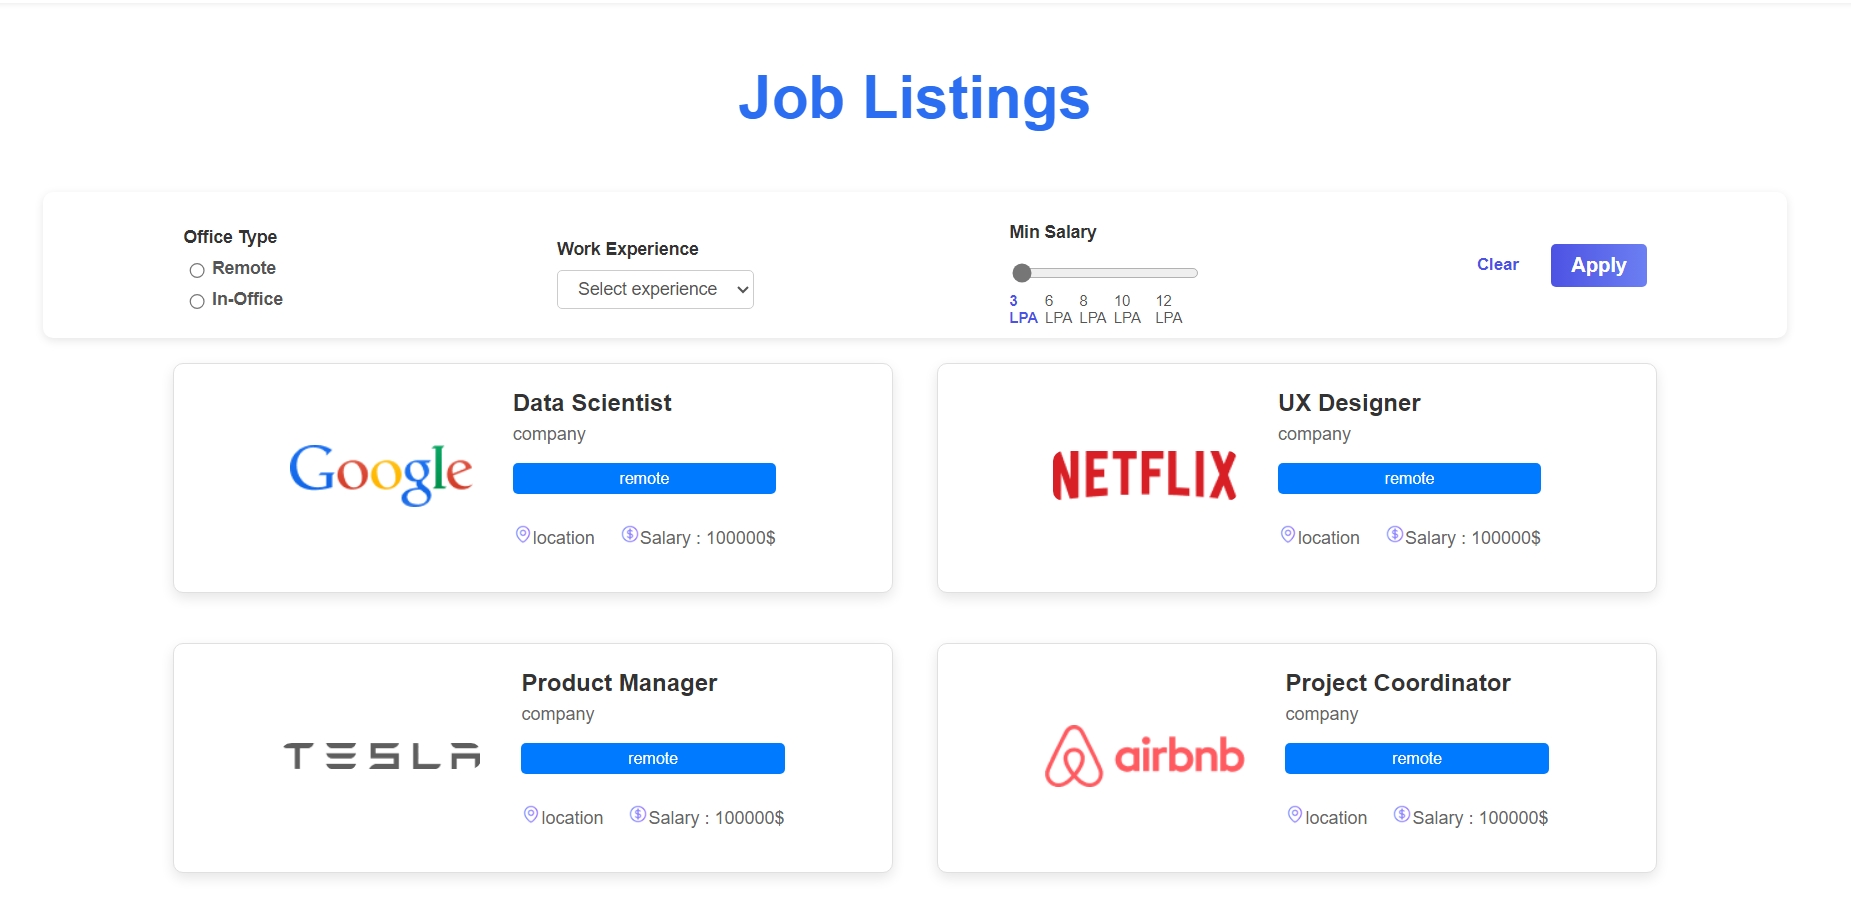 Job Listings
Office Type
Remote
In-Office
Work Experience
Select experience
Min Salary
3 LPA
6 LPA
8 LPA
10 LPA
12 LPA
Clear
Apply
Google
Data Scientist
company
remote
location
Salary : 100000$
NETFLIX
UX Designer
company
remote
location
Salary : 100000$
TESLA
Product Manager
company
remote
location
Salary : 100000$
airbnb
Project Coordinator
company
remote
location
Salary : 100000$